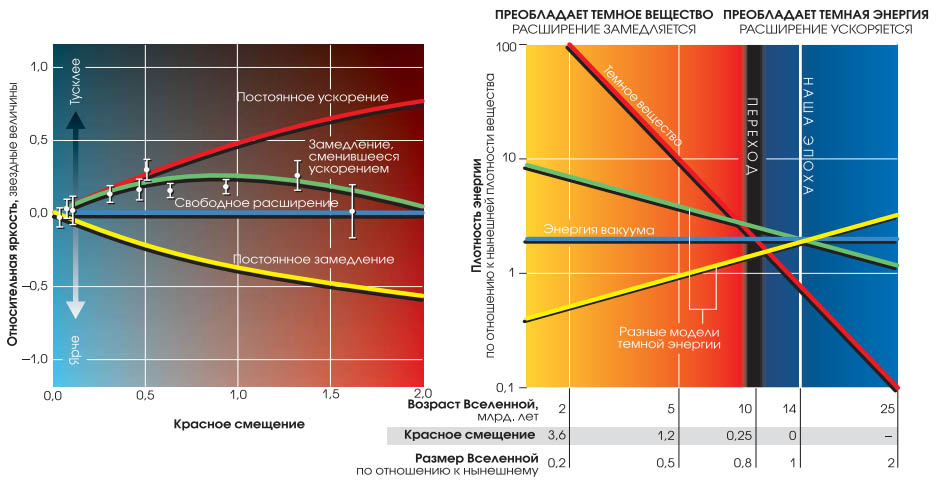 Относительная яркость, звездные величины
1,0
0,5
0,0
–0,5
–1,0
Тусклее
Ярче
Постоянное ускорение
Замедление,
сменившееся
ускорением
Свободное расширение
Постоянное замедление
0,0
0,5
1,0
1,5
2,0
Красное смещение
ПРЕОБЛАДАЕТ ТЕМНОЕ ВЕЩЕСТВО
РАСШИРЕНИЕ ЗАМЕДЛЯЕТСЯ
ПРЕОБЛАДАЕТ ТЕМНАЯ ЭНЕРГИЯ
РАСШИРЕНИЕ УСКОРЯЕТСЯ
Плотность энергии
по отношению к нынешней плотности вещества
100
10
1
0,1
Темное вещество
ПЕРЕХОД
НАША ЭПОХА
Энергия вакуума
Разные модели
темной энергии
Возраст Вселенной,
млрд. лет
2 5 10 14 25
Красное смещение 3,6 1,2 0,25 0 –
Размер Вселенной
по отношению к нынешнему
0,2 0,5 0,8 1 2